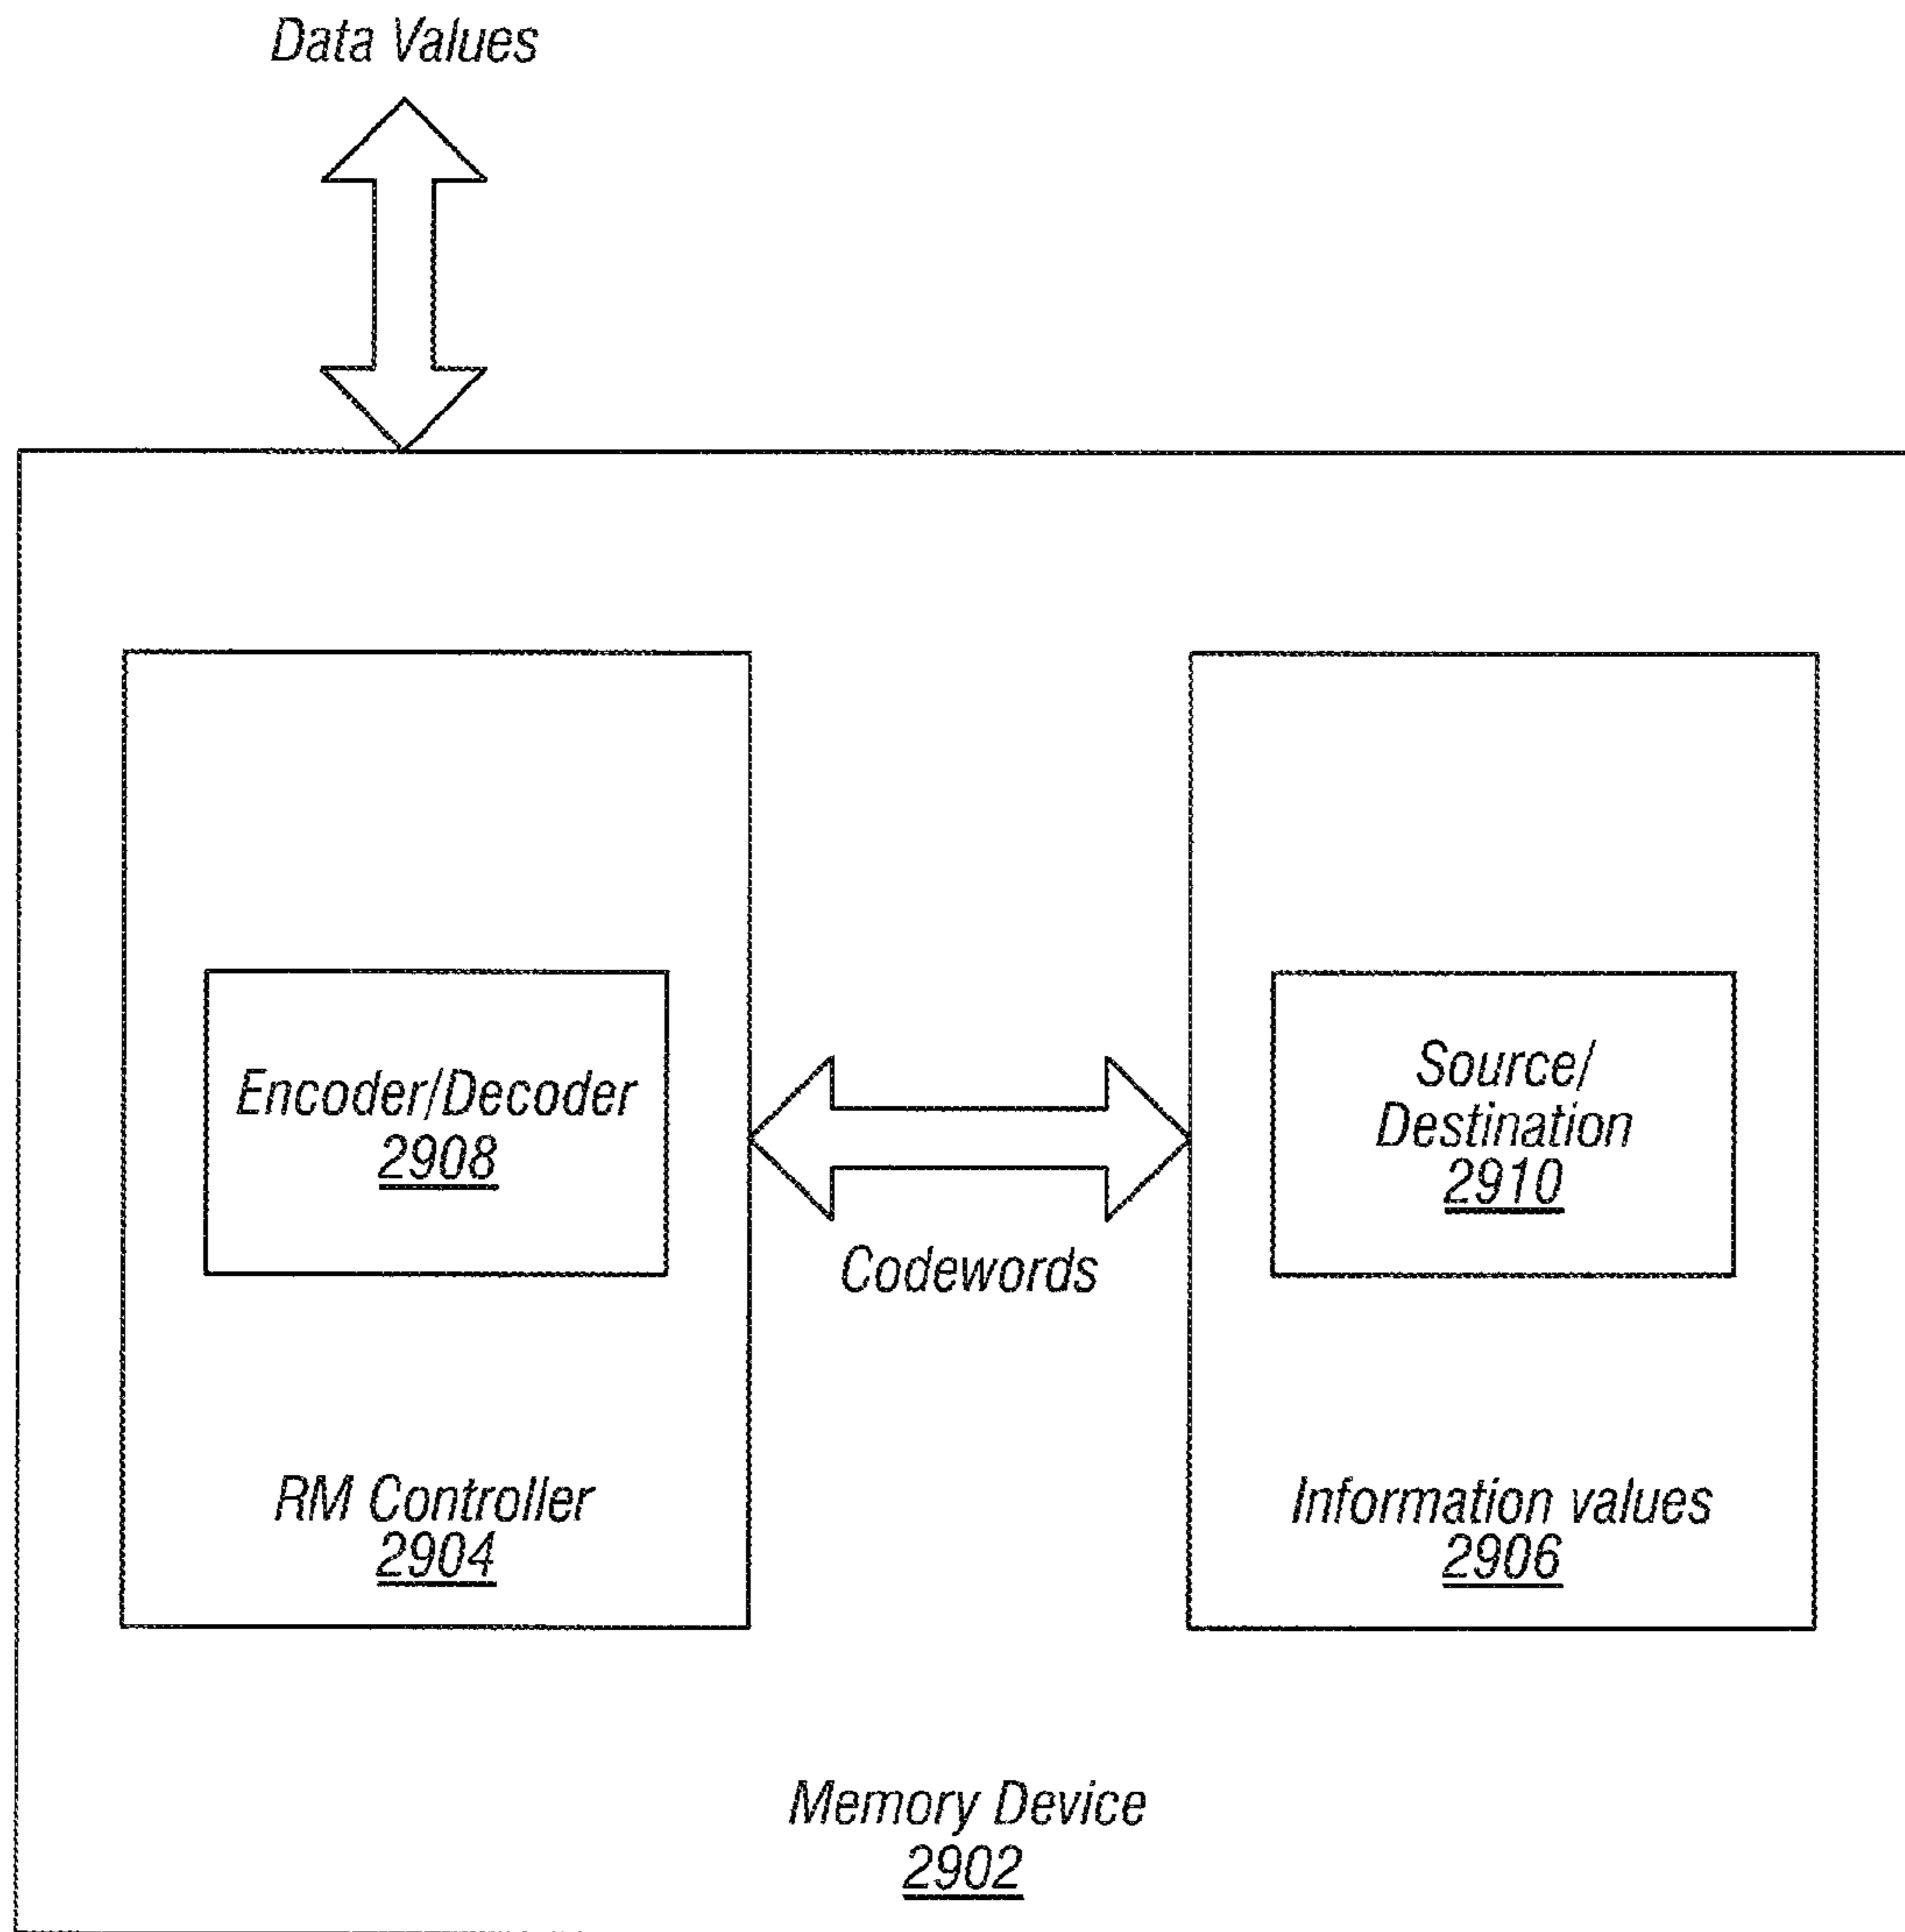 Data Values
Encoder/Decoder
2908
Codewords
Source/
Destination
2910
RM Controller
2904
Information values
2906
Memory Device
2902